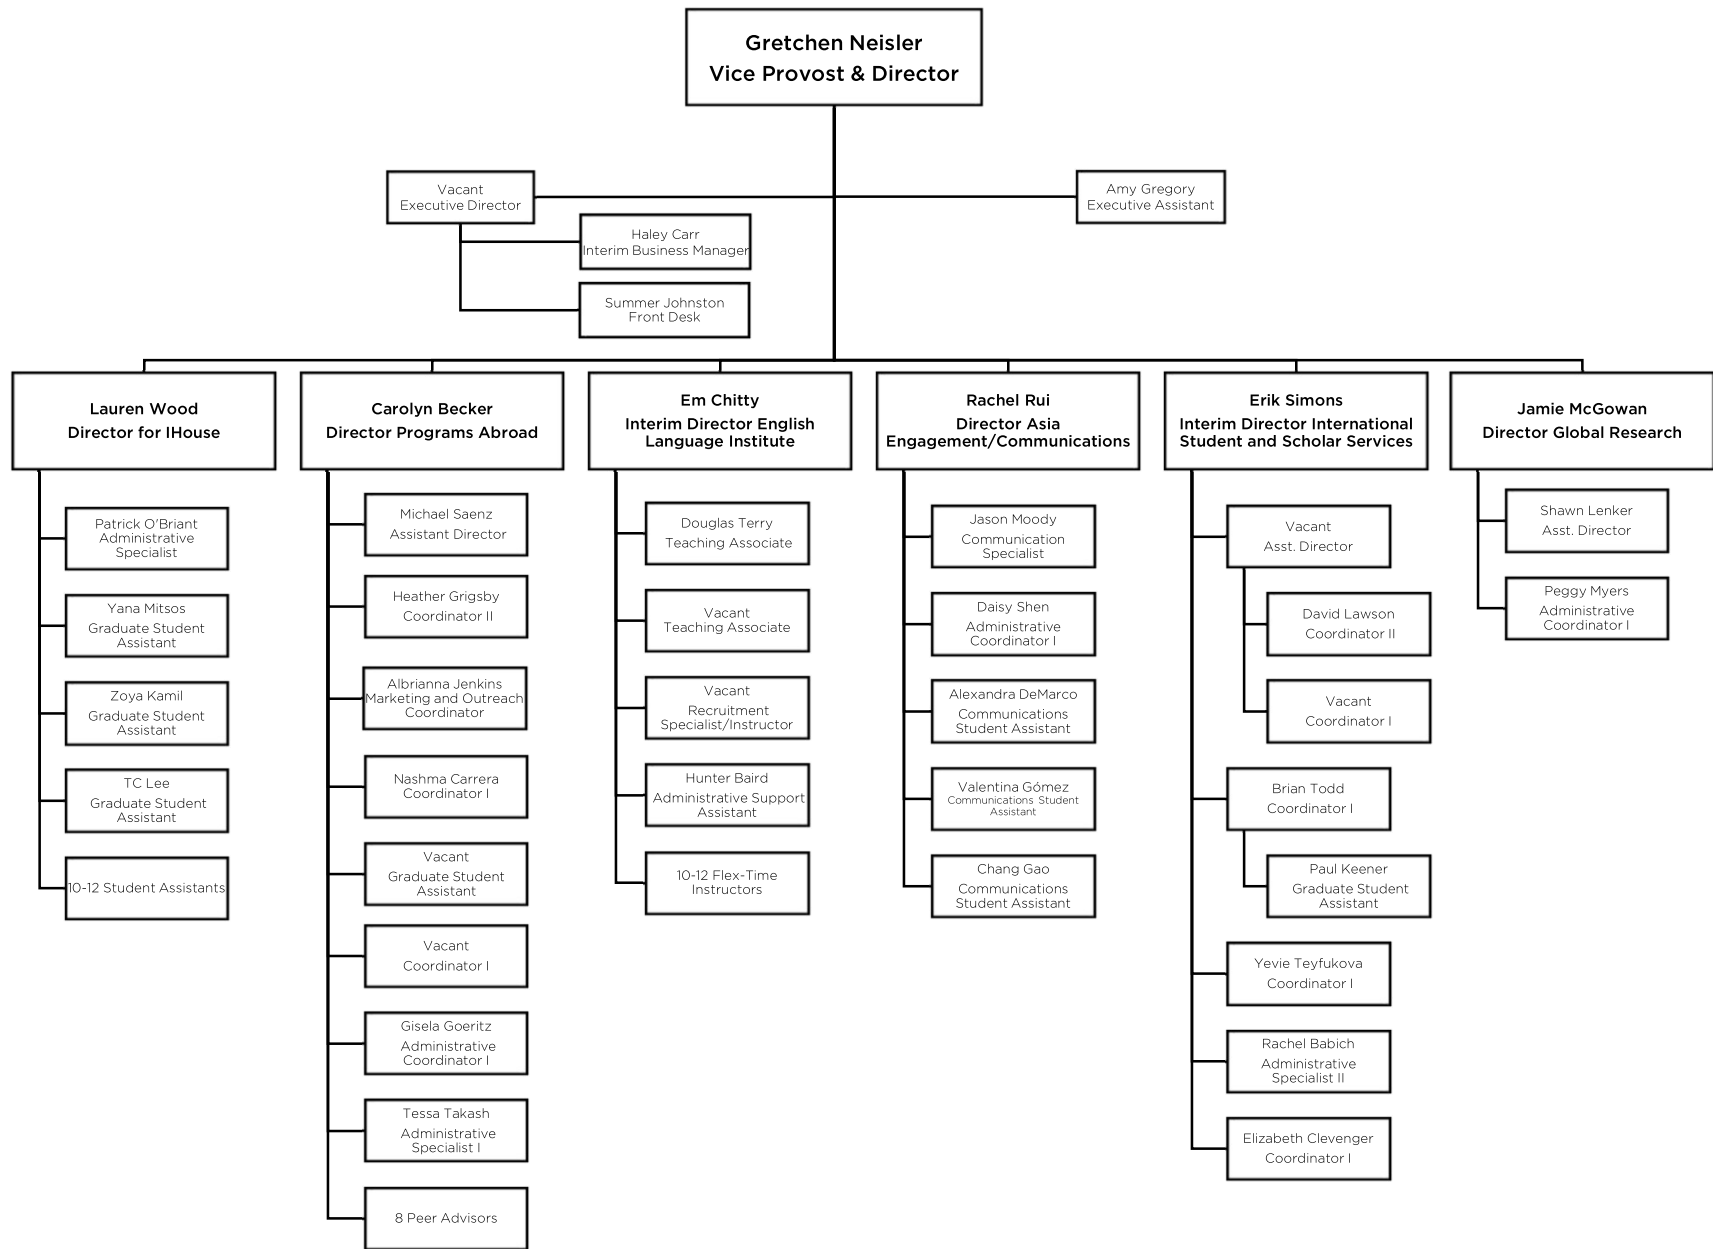 Gretchen Neisler
Vice Provost & Director
Vacant
Executive Director
Amy Gregory
Executive Assistant
Haley Carr
Interim Business Manager
Summer Johnston
Front Desk
Lauren Wood
Director for IHouse
Patrick O'Briant
Administrative
Specialist
Yana Mitsos
Graduate Student
Assistant
Zoya Kamil
Graduate Student
Assistant
TC Lee
Graduate Student
Assistant
10-12 Student Assistants
Carolyn Becker
Director Programs Abroad
Michael Saenz
Assistant Director
Heather Grigsby
Coordinator II
Albrianna Jenkins
Marketing and Outreach
Coordinator
Nashma Carrera
Coordinator I
Vacant
Graduate Student
Assistant
Vacant
Coordinator I
Gisela Goeritz
Administrative
Coordinator I
Tessa Takash
Administrative
Specialist I
8 Peer Advisors
Em Chitty
Interim Director English
Language Institute
Douglas Terry
Teaching Associate
Vacant
Teaching Associate
Vacant
Recruitment
Specialist/Instructor
Hunter Baird
Administrative Support
Assistant
10-12 Flex-Time
Instructors
Rachel Rui
Director Asia
Engagement/Communications
Jason Moody
Communication
Specialist
Daisy Shen
Administrative
Coordinator I
Alexandra DeMarco
Communications
Student Assistant
Valentina Gómez
Communications Student
Assistant
Chang Gao
Communications
Student Assistant
Erik Simons
Interim Director International
Student and Scholar Services
Vacant
Asst. Director
David Lawson
Coordinator II
Vacant
Coordinator I
Brian Todd
Coordinator I
Paul Keener
Graduate Student
Assistant
Yevie Teyfukova
Coordinator I
Rachel Babich
Administrative
Specialist II
Elizabeth Clevenger
Coordinator I
Jamie McGowan
Director Global Research
Shawn Lenker
Asst. Director
Peggy Myers
Administrative
Coordinator I